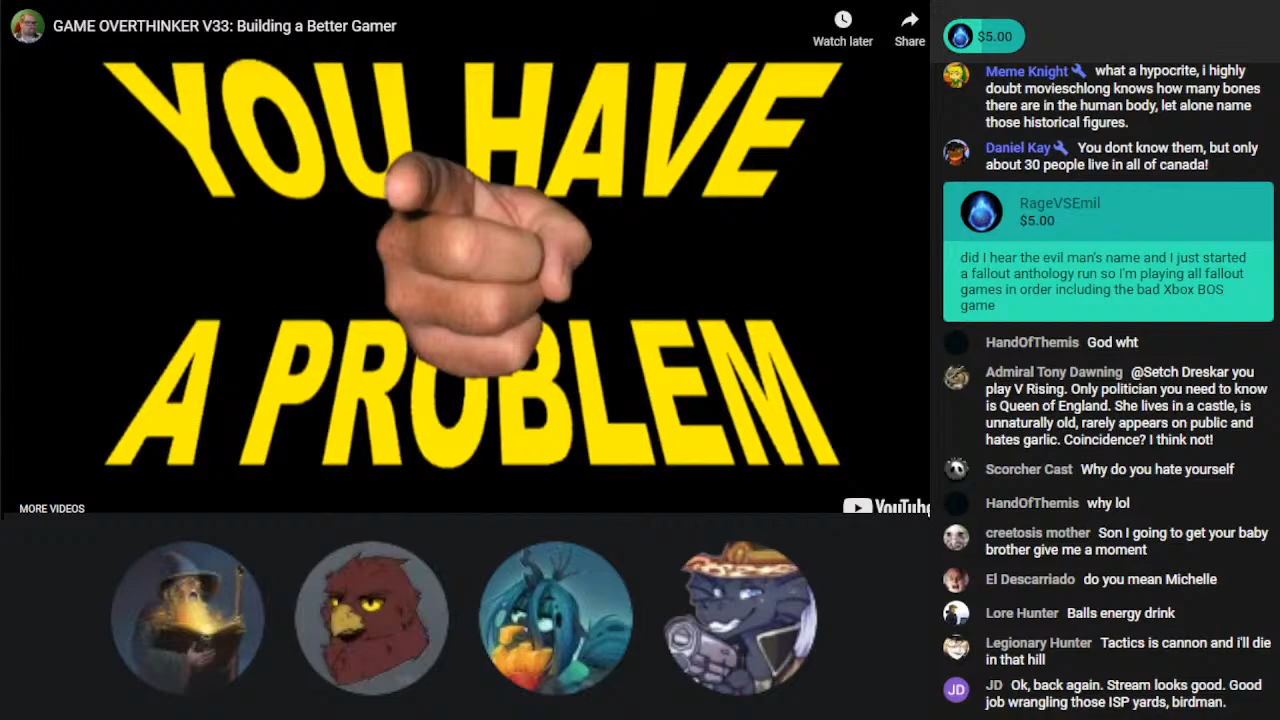 GAME OVERTHINKER V33: Building a Better Gamer
Watch later
Share
YOU HAVE
A PROBLEM
MORE VIDEOS
YouTube
$5.00
Meme Knight what a hypocrite, i highly
doubt movieschlong knows how many bones
there are in the human body, let alone name
those historical figures.
Daniel Kay You dont know them, but only
about 30 people live in all of canada!
RageVSEmil
$5.00
did I hear the evil man's name and I just started
a fallout anthology run so I'm playing all fallout
games in order including the bad Xbox BOS
game
HandOfThemis God wht
Admiral Tony Dawning @Setch Dreskar you
play V Rising. Only politician you need to know
is Queen of England. She lives in a castle, is
unnaturally old, rarely appears on public and
hates garlic. Coincidence? I think not!
Scorcher Cast Why do you hate yourself
HandOfThemis why lol
creetosis mother Son I going to get your baby
brother give me a moment
El Descarriado do you mean Michelle
Lore Hunter Balls energy drink
Legionary Hunter Tactics is cannon and i'll die
in that hill
JD JD Ok, back again. Stream looks good. Good
job wrangling those ISP yards, birdman.